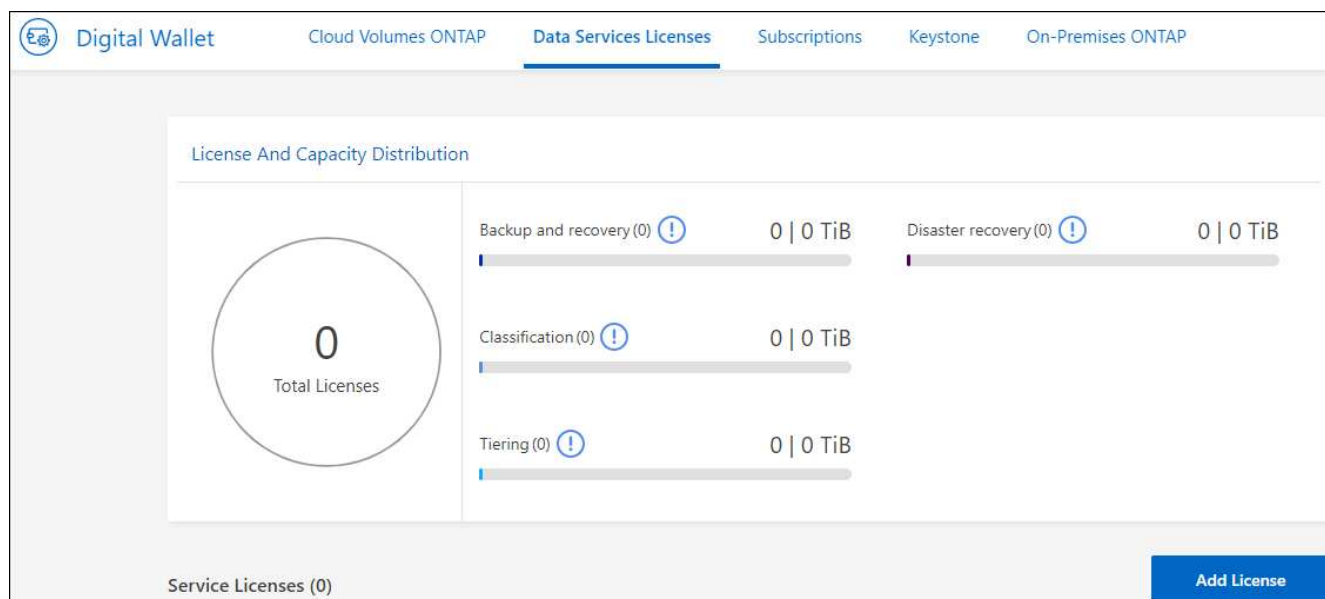 Digital Wallet
Cloud Volumes ONTAP
Data Services Licenses
Subscriptions
Keystone
On-Premises ONTAP
License And Capacity Distribution
0
Total Licenses
Backup and recovery (0)
0 | 0 TiB
Disaster recovery (0)
0 | 0 TiB
Classification (0)
0 | 0 TiB
Tiering (0)
0 | 0 TiB
Service Licenses (0)
Add License